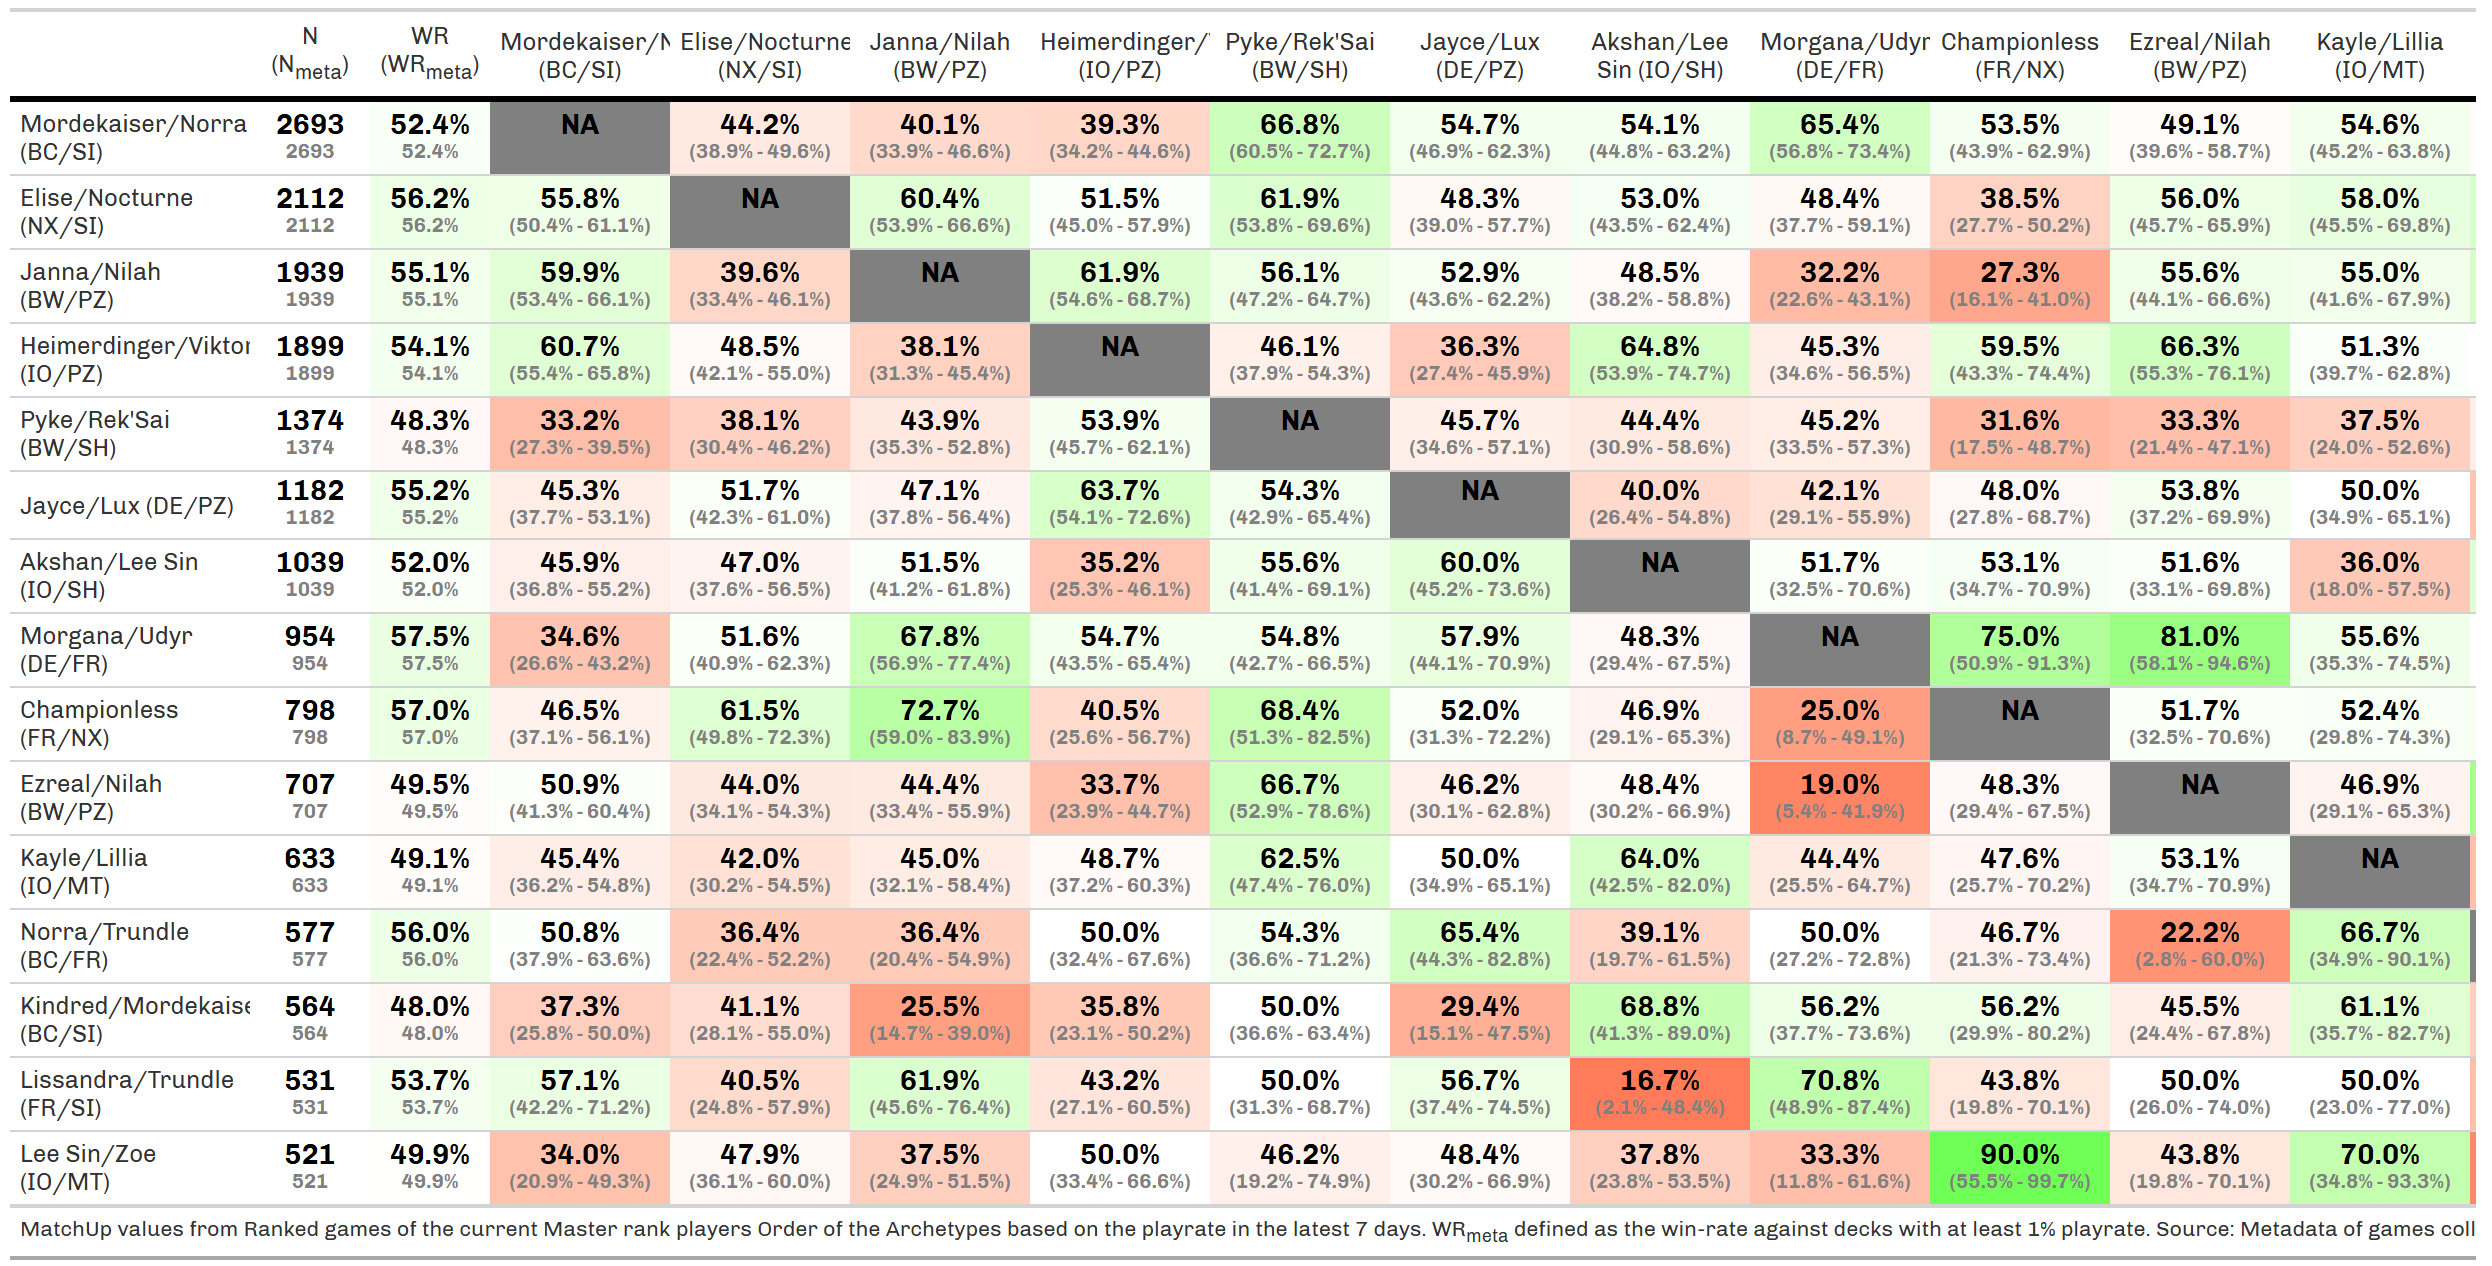 N WR Mordekaiser/N Elise/Nocturne Janna/Nilah Heimerdinger/ Pyke/Rek'Sai Jayce/Lux Akshan/Lee Morgana/Udyr Championless Ezreal/Nilah Kayle/Lillia
(Nmeta) (WRmeta) (BC/SI) (NX/SI) (BW/PZ) (IO/PZ) (BW/SH) (DE/PZ) Sin (IO/SH) (DE/FR) (FR/NX) (BW/PZ) (IO/MT)
Mordekaiser/Norra 2693 52.4% NA 44.2% 40.1% 39.3% 66.8% 54.7% 54.1% 65.4% 53.5% 49.1% 54.6%
(BC/SI) 2693 52.4% (38.9% - 49.6%) (33.9% - 46.6%) (34.2% - 44.6%) (60.5% - 72.7%) (46.9% - 62.3%) (44.8% - 63.2%) (56.8% - 73.4%) (43.9% - 62.9%) (39.6% - 58.7%) (45.2% - 63.8%)
Elise/Nocturne 2112 56.2% 55.8% NA 60.4% 51.5% 61.9% 48.3% 53.0% 48.4% 38.5% 56.0% 58.0%
(NX/SI) 2112 56.2% (50.4% - 61.1%) (53.9% - 66.6%) (45.0% - 57.9%) (53.8% - 69.6%) (39.0% - 57.7%) (43.5% - 62.4%) (37.7% - 59.1%) (27.7% - 50.2%) (45.7% - 65.9%) (45.5% - 69.8%)
Janna/Nilah 1939 55.1% 59.9% 39.6% NA 61.9% 56.1% 52.9% 48.5% 32.2% 27.3% 55.6% 55.0%
(BW/PZ) 1939 55.1% (53.4% - 66.1%) (33.4% - 46.1%) (54.6% - 68.7%) (47.2% - 64.7%) (43.6% - 62.2%) (38.2% - 58.8%) (22.6% - 43.1%) (16.1% - 41.0%) (44.1% - 66.6%) (41.6% - 67.9%)
Heimerdinger/Viktor 1899 54.1% 60.7% 48.5% 38.1% NA 46.1% 36.3% 64.8% 45.3% 59.5% 66.3% 51.3%
(IO/PZ) 1899 54.1% (55.4% - 65.8%) (42.1% - 55.0%) (31.3% - 45.4%) (37.9% - 54.3%) (27.4% - 45.9%) (53.9% - 74.7%) (34.6% - 56.5%) (43.3% - 74.4%) (55.3% - 76.1%) (39.7% - 62.8%)
Pyke/Rek'Sai 1374 48.3% 33.2% 38.1% 43.9% 53.9% NA 45.7% 44.4% 45.2% 31.6% 33.3% 37.5%
(BW/SH) 1374 48.3% (27.3% - 39.5%) (30.4% - 46.2%) (35.3% - 52.8%) (45.7% - 62.1%) (34.6% - 57.1%) (30.9% - 58.6%) (33.5% - 57.3%) (17.5% - 48.7%) (21.4% - 47.1%) (24.0% - 52.6%)
Jayce/Lux (DE/PZ) 1182 55.2% 45.3% 51.7% 47.1% 63.7% 54.3% NA 40.0% 42.1% 48.0% 53.8% 50.0%
1182 55.2% (37.7% - 53.1%) (42.3% - 61.0%) (37.8% - 56.4%) (54.1% - 72.6%) (42.9% - 65.4%) (26.4% - 54.8%) (29.1% - 55.9%) (27.8% - 68.7%) (37.2% - 69.9%) (34.9% - 65.1%)
Akshan/Lee Sin 1039 52.0% 45.9% 47.0% 51.5% 35.2% 55.6% 60.0% NA 51.7% 53.1% 51.6% 36.0%
(IO/SH) 1039 52.0% (36.8% - 55.2%) (37.6% - 56.5%) (41.2% - 61.8%) (25.3% - 46.1%) (41.4% - 69.1%) (45.2% - 73.6%) (32.5% - 70.6%) (34.7% - 70.9%) (33.1% - 69.8%) (18.0% - 57.5%)
Morgana/Udyr 954 57.5% 34.6% 51.6% 67.8% 54.7% 54.8% 57.9% 48.3% NA 75.0% 81.0% 55.6%
(DE/FR) 954 57.5% (26.6% - 43.2%) (40.9% - 62.3%) (56.9% - 77.4%) (43.5% - 65.4%) (42.7% - 66.5%) (44.1% - 70.9%) (29.4% - 67.5%) (50.9% - 91.3%) (58.1% - 94.6%) (35.3% - 74.5%)
Championless 798 57.0% 46.5% 61.5% 72.7% 40.5% 68.4% 52.0% 46.9% 25.0% NA 51.7% 52.4%
(FR/NX) 798 57.0% (37.1% - 56.1%) (49.8% - 72.3%) (59.0% - 83.9%) (25.6% - 56.7%) (51.3% - 82.5%) (31.3% - 72.2%) (29.1% - 65.3%) (8.7% - 49.1%) (32.5% - 70.6%) (29.8% - 74.3%)
Ezreal/Nilah 707 49.5% 50.9% 44.0% 44.4% 33.7% 66.7% 46.2% 48.4% 19.0% 48.3% NA 46.9%
(BW/PZ) 707 49.5% (41.3% - 60.4%) (34.1% - 54.3%) (33.4% - 55.9%) (23.9% - 44.7%) (52.9% - 78.6%) (30.1% - 62.8%) (30.2% - 66.9%) (5.4% - 41.9%) (29.4% - 67.5%) (29.1% - 65.3%)
Kayle/Lillia 633 49.1% 45.4% 42.0% 45.0% 48.7% 62.5% 50.0% 64.0% 44.4% 47.6% 53.1% NA
(IO/MT) 633 49.1% (36.2% - 54.8%) (30.2% - 54.5%) (32.1% - 58.4%) (37.2% - 60.3%) (47.4% - 76.0%) (34.9% - 65.1%) (42.5% - 82.0%) (25.5% - 64.7%) (25.7% - 70.2%) (34.7% - 70.9%)
Norra/Trundle 577 56.0% 50.8% 36.4% 36.4% 50.0% 54.3% 65.4% 39.1% 50.0% 46.7% 22.2% 66.7%
(BC/FR) 577 56.0% (37.9% - 63.6%) (22.4% - 52.2%) (20.4% - 54.9%) (32.4% - 67.6%) (36.6% - 71.2%) (44.3% - 82.8%) (19.7% - 61.5%) (27.2% - 72.8%) (21.3% - 73.4%) (2.8% - 60.0%) (34.9% - 90.1%)
Kindred/Mordekaise 564 48.0% 37.3% 41.1% 25.5% 35.8% 50.0% 29.4% 68.8% 56.2% 56.2% 45.5% 61.1%
(BC/SI) 564 48.0% (25.8% - 50.0%) (28.1% - 55.0%) (14.7% - 39.0%) (23.1% - 50.2%) (36.6% - 63.4%) (15.1% - 47.5%) (41.3% - 89.0%) (37.7% - 73.6%) (29.9% - 80.2%) (24.4% - 67.8%) (35.7% - 82.7%)
Lissandra/Trundle 531 53.7% 57.1% 40.5% 61.9% 43.2% 50.0% 56.7% 16.7% 70.8% 43.8% 50.0% 50.0%
(FR/SI) 531 53.7% (42.2% - 71.2%) (24.8% - 57.9%) (45.6% - 76.4%) (27.1% - 60.5%) (31.3% - 68.7%) (37.4% - 74.5%) (2.1% - 48.4%) (48.9% - 87.4%) (19.8% - 70.1%) (26.0% - 74.0%) (23.0% - 77.0%)
Lee Sin/Zoe 521 49.9% 34.0% 47.9% 37.5% 50.0% 46.2% 48.4% 37.8% 33.3% 90.0% 43.8% 70.0%
(IO/MT) 521 49.9% (20.9% - 49.3%) (36.1% - 60.0%) (24.9% - 51.5%) (33.4% - 66.6%) (19.2% - 74.9%) (30.2% - 66.9%) (23.8% - 53.5%) (11.8% - 61.6%) (55.5% - 99.7%) (19.8% - 70.1%) (34.8% - 93.3%)
MatchUp values from Ranked games of the current Master rank players Order of the Archetypes based on the playrate in the latest 7 days. WRmeta defined as the win-rate against decks with at least 1% playrate. Source: Metadata of games coll